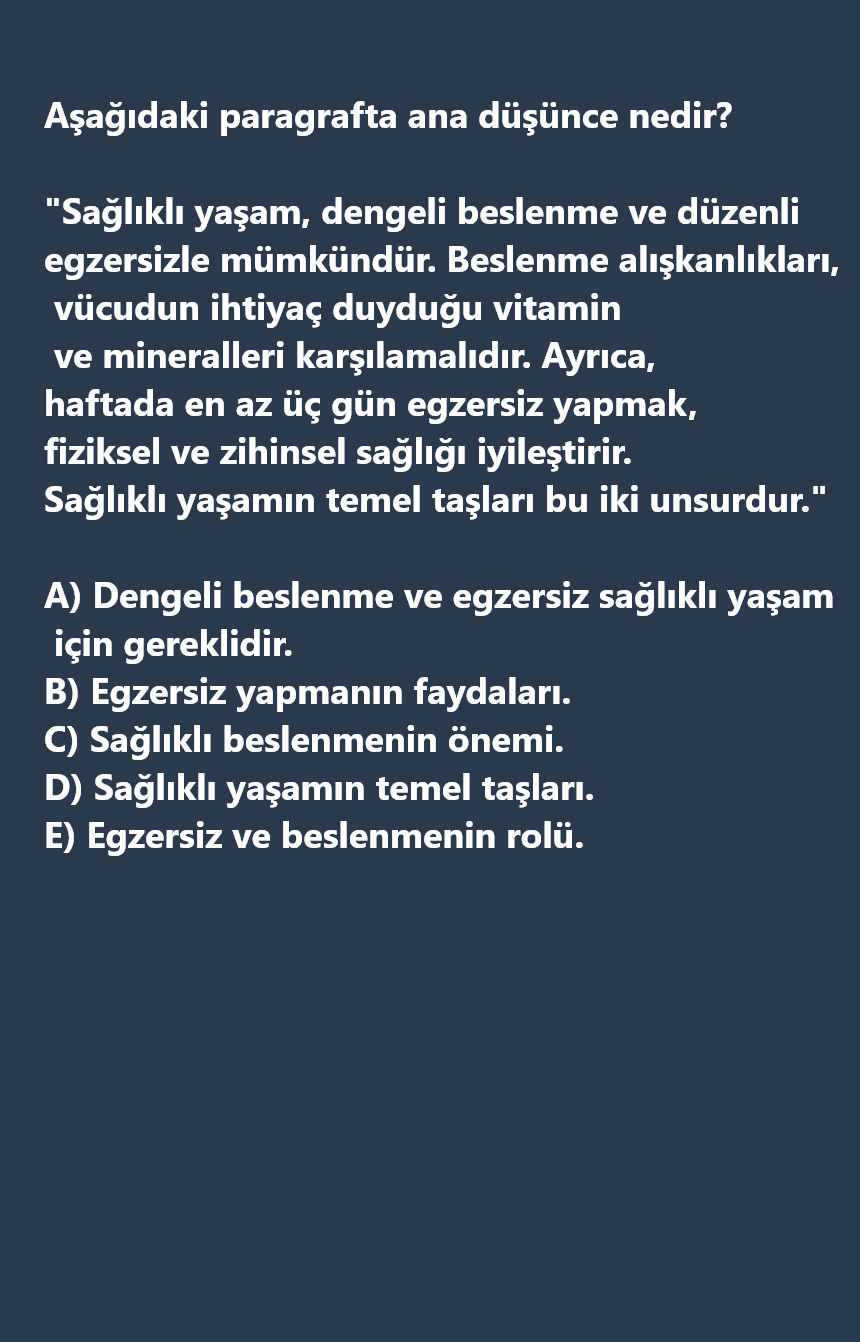 Aşağıdaki paragrafta ana düşünce nedir?
"Sağlıklı yaşam, dengeli beslenme ve düzenli
egzersizle mümkündür. Beslenme alışkanlıkları,
vücudun ihtiyaç duyduğu vitamin
ve mineralleri karşılamalıdır. Ayrıca,
haftada en az üç gün egzersiz yapmak,
fiziksel ve zihinsel sağlığı iyileştirir.
Sağlıklı yaşamın temel taşları bu iki unsurdur."
A) Dengeli beslenme ve egzersiz sağlıklı yaşam
için gereklidir.
B) Egzersiz yapmanın faydaları.
C) Sağlıklı beslenmenin önemi.
D) Sağlıklı yaşamın temel taşları.
E) Egzersiz ve beslenmenin rolü.